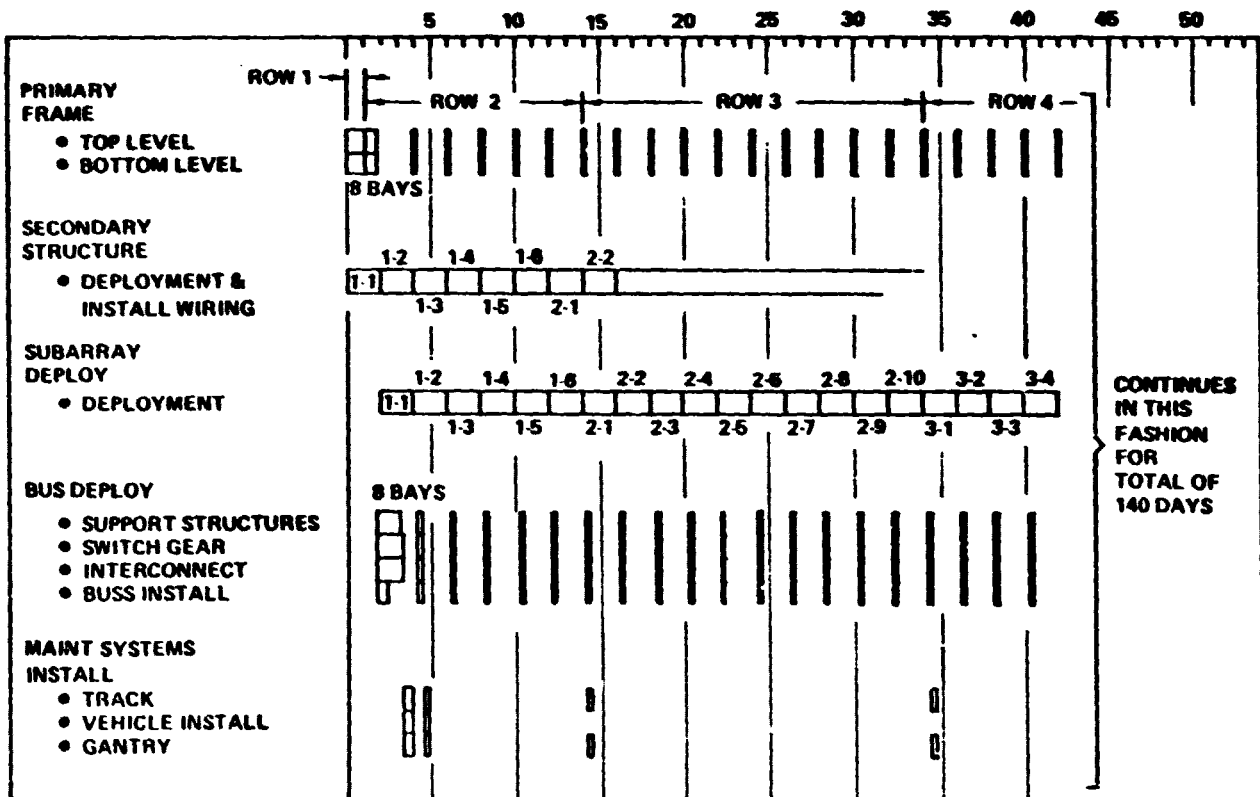 5 10 15 20 25 30 35 40 45 50
ROW 1
ROW 2 ROW 3 ROW 4
PRIMARY
FRAME
• TOP LEVEL
• BOTTOM LEVEL
8 BAYS
SECONDARY
STRUCTURE
1-2 1-4 1-6 2-2
• DEPLOYMENT &
INSTALL WIRING
1-1
1-3 1-5 2-1
SUBARRAY
DEPLOY
1-2 1-4 1-6 2-2 2-4 2-6 2-8 2-10 3-2 3-4
• DEPLOYMENT
1-1
1-3 1-5 2-1 2-3 2-5 2-7 2-9 3-1 3-3
CONTINUES
IN THIS
FASHION
FOR
TOTAL OF
140 DAYS
BUS DEPLOY
8 BAYS
• SUPPORT STRUCTURES
• SWITCH GEAR
• INTERCONNECT
• BUSS INSTALL
MAINT SYSTEMS
INSTALL
• TRACK
• VEHICLE INSTALL
• GANTRY